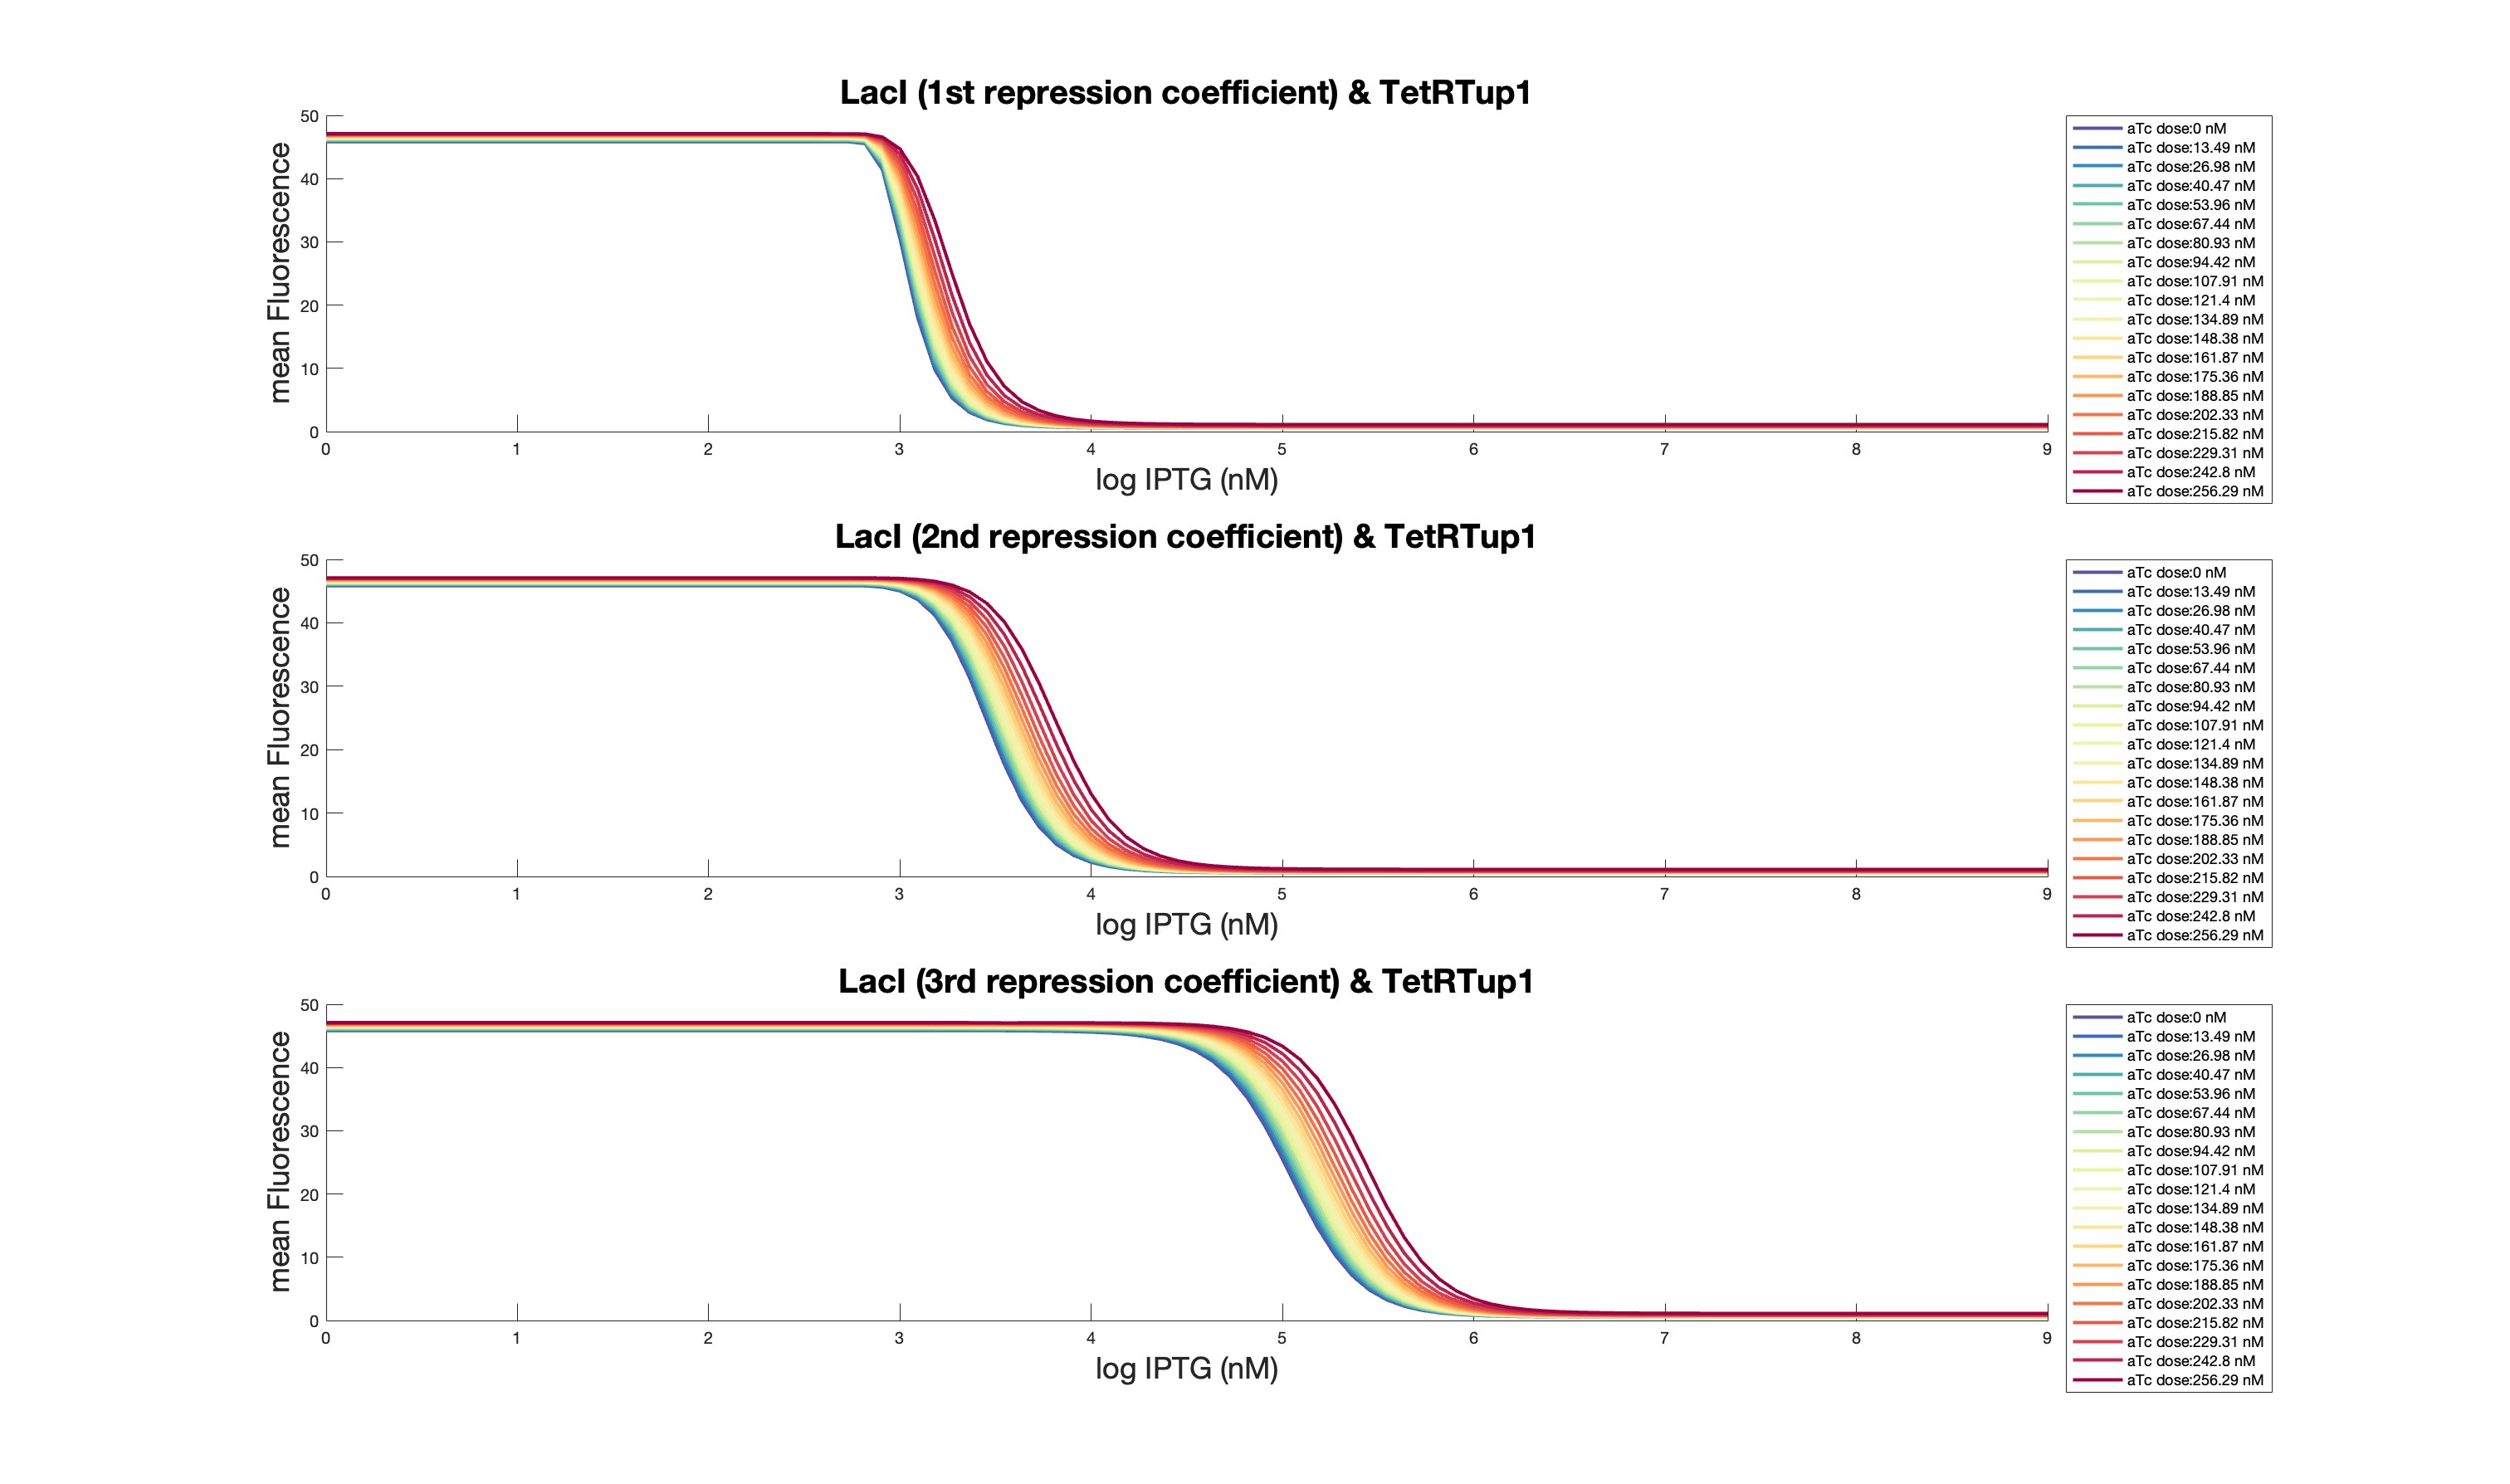 LacI (1st repression coefficient) & TetRTup1
mean Fluorescence
50
40
30
20
10
0
0 1 2 3 4 5 6 7 8 9
log IPTG (nM)
aTc dose:0 nM
aTc dose:13.49 nM
aTc dose:26.98 nM
aTc dose:40.47 nM
aTc dose:53.96 nM
aTc dose:67.44 nM
aTc dose:80.93 nM
aTc dose:94.42 nM
aTc dose:107.91 nM
aTc dose:121.4 nM
aTc dose:134.89 nM
aTc dose:148.38 nM
aTc dose:161.87 nM
aTc dose:175.36 nM
aTc dose:188.85 nM
aTc dose:202.33 nM
aTc dose:215.82 nM
aTc dose:229.31 nM
aTc dose:242.8 nM
aTc dose:256.29 nM
LacI (2nd repression coefficient) & TetRTup1
mean Fluorescence
50
40
30
20
10
0
0 1 2 3 4 5 6 7 8 9
log IPTG (nM)
aTc dose:0 nM
aTc dose:13.49 nM
aTc dose:26.98 nM
aTc dose:40.47 nM
aTc dose:53.96 nM
aTc dose:67.44 nM
aTc dose:80.93 nM
aTc dose:94.42 nM
aTc dose:107.91 nM
aTc dose:121.4 nM
aTc dose:134.89 nM
aTc dose:148.38 nM
aTc dose:161.87 nM
aTc dose:175.36 nM
aTc dose:188.85 nM
aTc dose:202.33 nM
aTc dose:215.82 nM
aTc dose:229.31 nM
aTc dose:242.8 nM
aTc dose:256.29 nM
LacI (3rd repression coefficient) & TetRTup1
mean Fluorescence
50
40
30
20
10
0
0 1 2 3 4 5 6 7 8 9
log IPTG (nM)
aTc dose:0 nM
aTc dose:13.49 nM
aTc dose:26.98 nM
aTc dose:40.47 nM
aTc dose:53.96 nM
aTc dose:67.44 nM
aTc dose:80.93 nM
aTc dose:94.42 nM
aTc dose:107.91 nM
aTc dose:121.4 nM
aTc dose:134.89 nM
aTc dose:148.38 nM
aTc dose:161.87 nM
aTc dose:175.36 nM
aTc dose:188.85 nM
aTc dose:202.33 nM
aTc dose:215.82 nM
aTc dose:229.31 nM
aTc dose:242.8 nM
aTc dose:256.29 nM